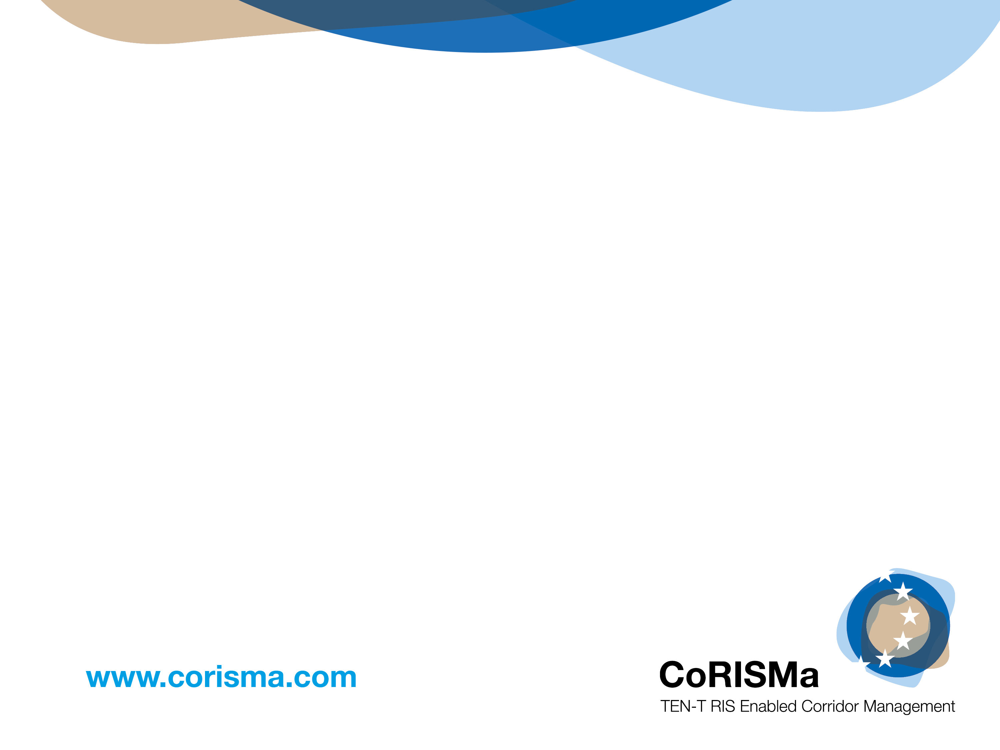 www.corisma.com
CoRISMa
TEN-T RIS Enabled Corridor Management